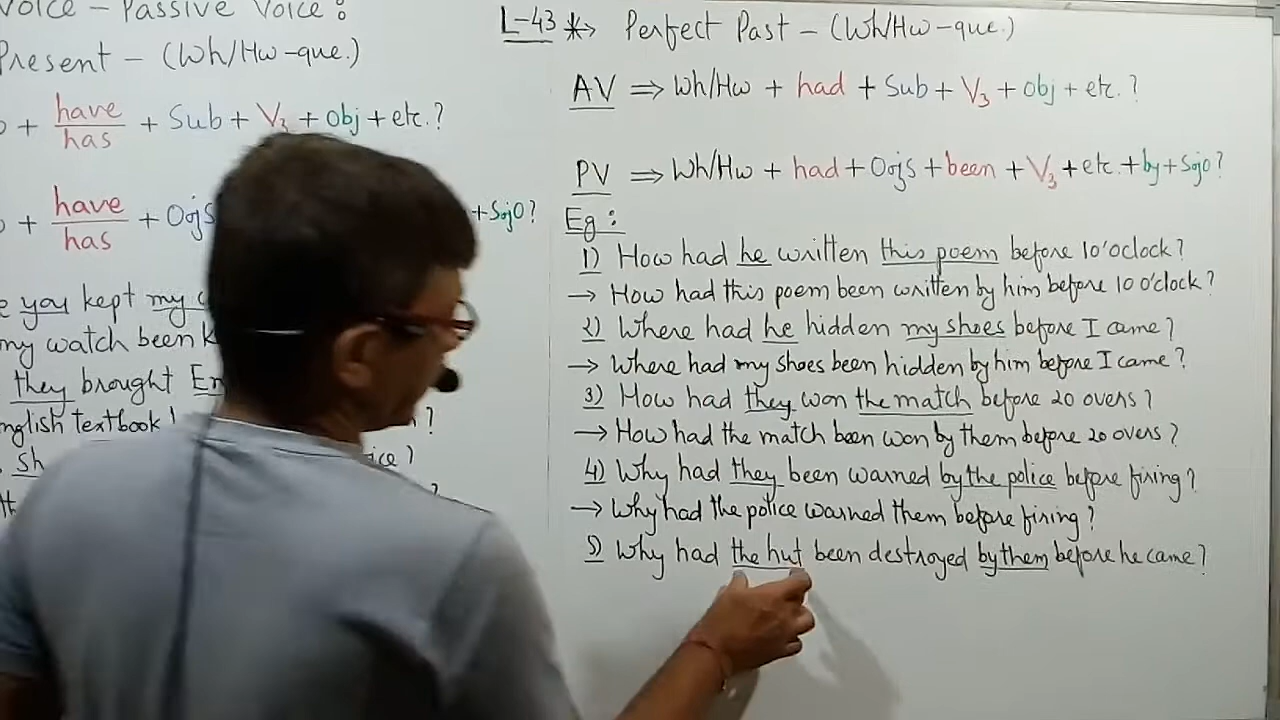 Voice - Passive Voice :
Present - (Wh/Hw-que.)
+ have/has + Sub + V3 + Obj + etc. ?
+ have/has + Oojs +Sojo?
you kept my
my watch been
they brought En
nglish textbook ?
sh ice ?
L-43 * → Perfect Past - (Wh/Hw-que.)
AV ⇒ Wh/Hw + had + Sub + V3 + Obj + etc. ?
PV ⇒ Wh/Hw + had + Oojs + been + V3 + etc. + by + Sojo ?
Eg :
1) How had he written this poem before 10'oclock ?
→ How had this poem been written by him before 10 o'clock ?
2) Where had he hidden my shoes before I came ?
→ Where had my shoes been hidden by him before I came ?
3) How had they won the match before 20 overs ?
→ How had the match been won by them before 20 overs ?
4) Why had they been warned by the police before firing ?
→ Why had the police warned them before firing ?
5) Why had the hut been destroyed by them before he came ?